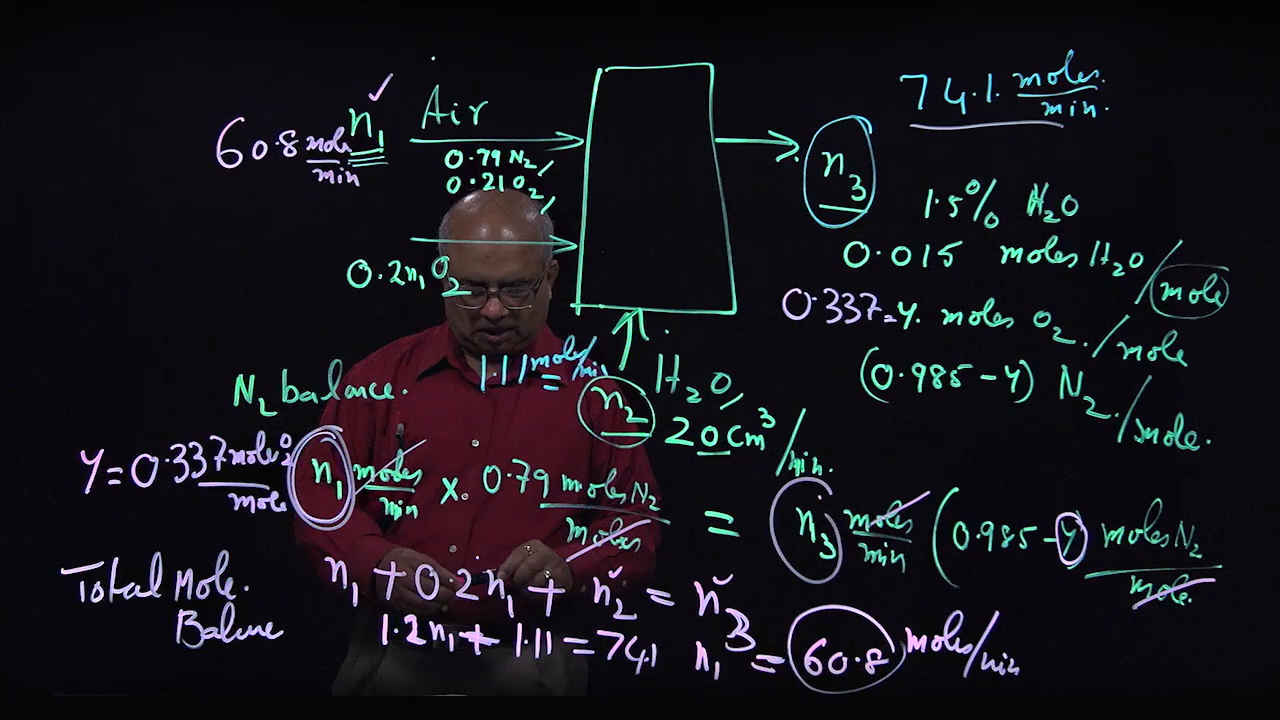 74.1 moles/min.
60.8 mole/min n₁ ✓ Air
0.79 N₂/
0.21 O₂/
n₃
1.5% H₂O
0.015 moles H₂O/mole
0.2n₁ O₂
0.337=y. moles O₂./mole
1.11 moles/min
(0.985-y) N₂./mole.
N₂ balance.
n₂ H₂O,
20 cm³/min.
y=0.337 moleO₂/mole
n₁ moles/min x. 0.79 moles N₂/moles = n₃ moles/min (0.985-y) moles N₂/mole.
Total Mole. n₁ + 0.2n₁ + n₂ = n₃
Balance 1.2n₁ + 1.11 = 74.1 n₁ = 60.8 moles/min